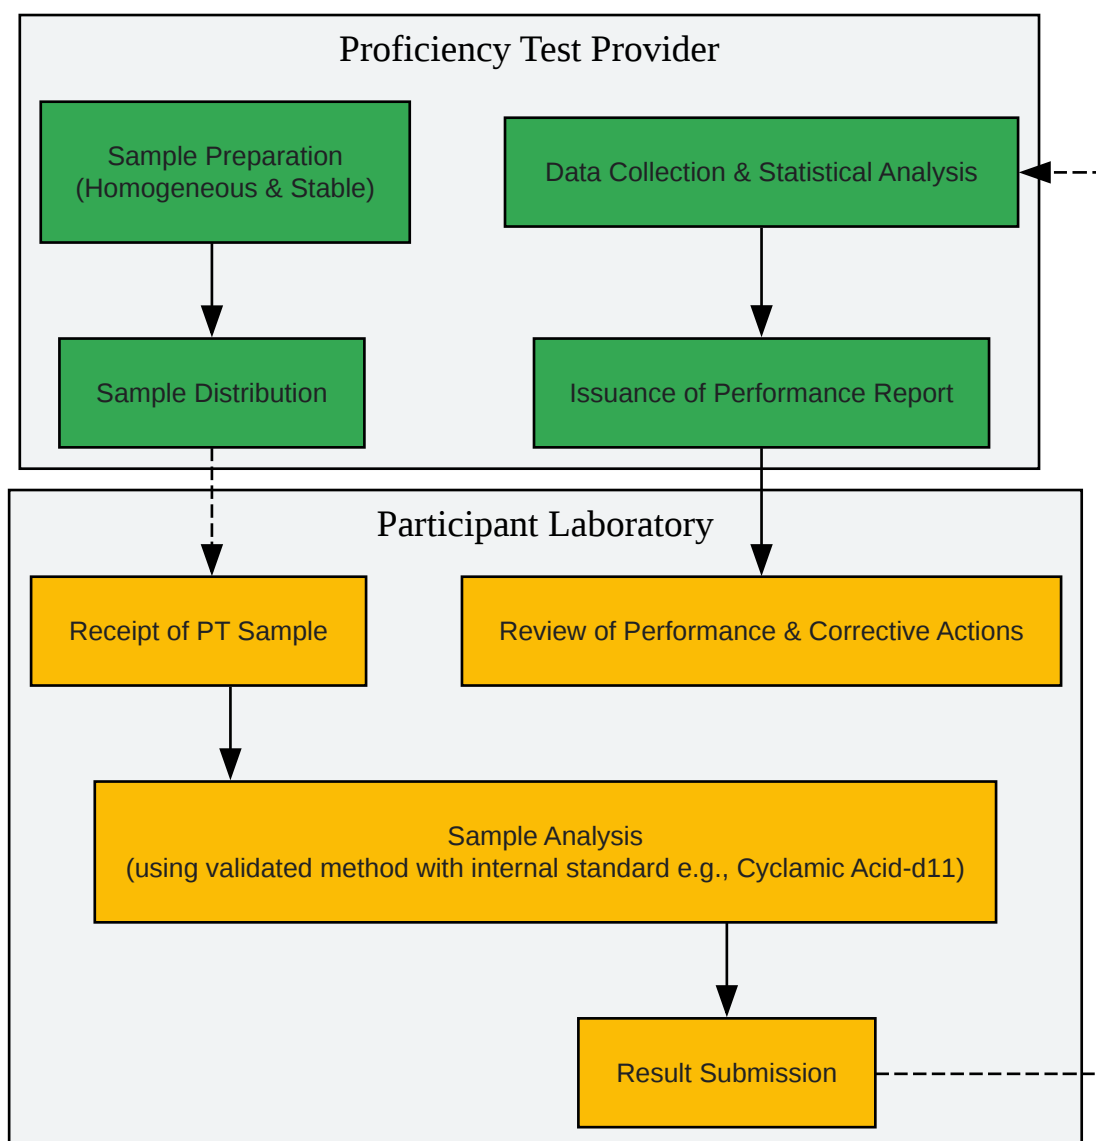 Proficiency Test Provider
Sample Preparation
(Homogeneous & Stable)
Data Collection & Statistical Analysis
Sample Distribution
Issuance of Performance Report
Participant Laboratory
Receipt of PT Sample
Review of Performance & Corrective Actions
Sample Analysis
(using validated method with internal standard e.g., Cyclamic Acid-d11)
Result Submission